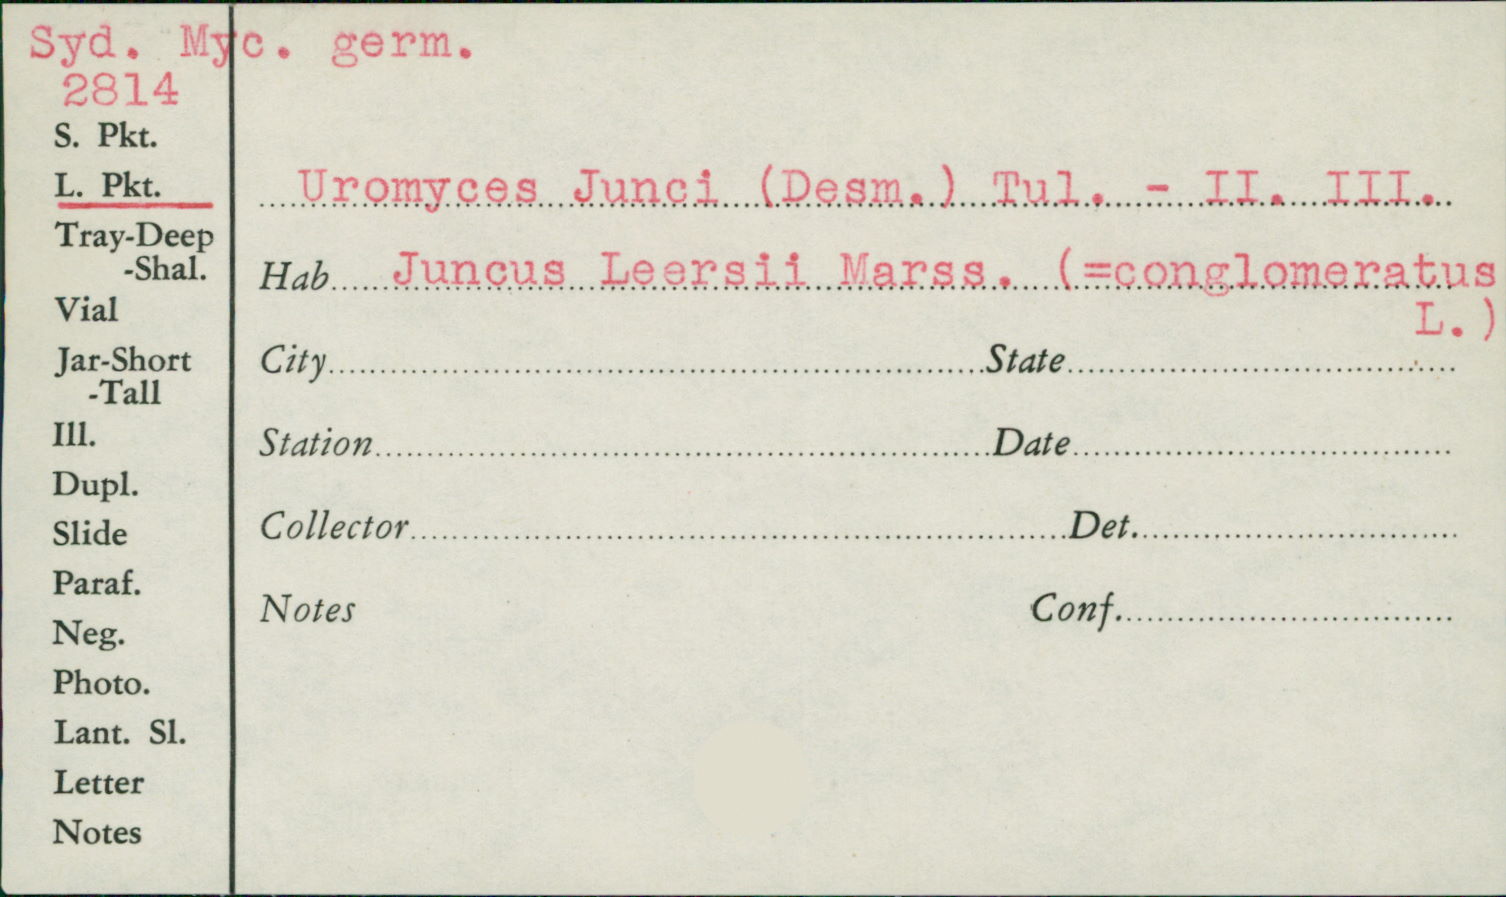 Syd. Myc. germ.
2814
S. Pkt.
L. Pkt.
Tray-Deep
-Shal.
Vial
Jar-Short
-Tall
Ill.
Dupl.
Slide
Paraf.
Neg.
Photo.
Lant. Sl.
Letter
Notes
Uromyces Junci (Desm.) Tul. - II. III.
Hab Juncus Leersii Marss. (=conglomeratus
L.)
City State
Station Date
Collector Det.
Notes Conf.